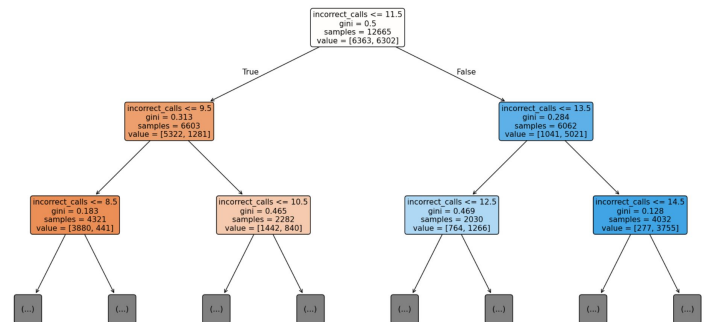 incorrect_calls <= 11.5
gini = 0.5
samples = 12665
value = [6363, 6302]
True
False
incorrect_calls <= 9.5
gini = 0.313
samples = 6603
value = [5322, 1281]
incorrect_calls <= 13.5
gini = 0.284
samples = 6062
value = [1041, 5021]
incorrect_calls <= 8.5
gini = 0.183
samples = 4321
value = [3880, 441]
incorrect_calls <= 10.5
gini = 0.465
samples = 2282
value = [1442, 840]
incorrect_calls <= 12.5
gini = 0.469
samples = 2030
value = [764, 1266]
incorrect_calls <= 14.5
gini = 0.128
samples = 4032
value = [277, 3755]
(...)
(...)
(...)
(...)
(...)
(...)
(...)
(...)